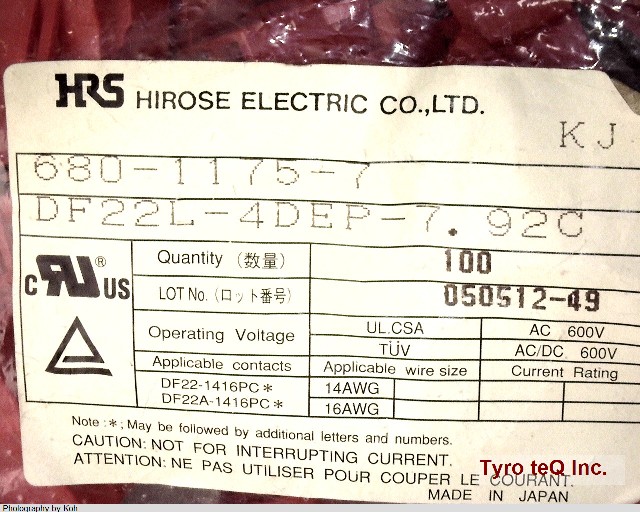 HRS HIROSE ELECTRIC CO.,LTD.
KJ
680-1175-7
DF22L-4DEP-7.92C
C RU US ®
Quantity (数量) 100
LOT No. (ロット番号) 050512-49
Operating Voltage UL.CSA AC 600V
TÜV AC/DC 600V
Applicable contacts Applicable wire size Current Rating
DF22-1416PC* 14AWG
DF22A-1416PC* 16AWG
Note :*; May be followed by additional letters and numbers.
CAUTION: NOT FOR INTERRUPTING CURRENT.
ATTENTION: NE PAS UTILISER POUR COUPER LE COURANT.
Tyro teQ Inc.
MADE IN JAPAN
Photography by Koh